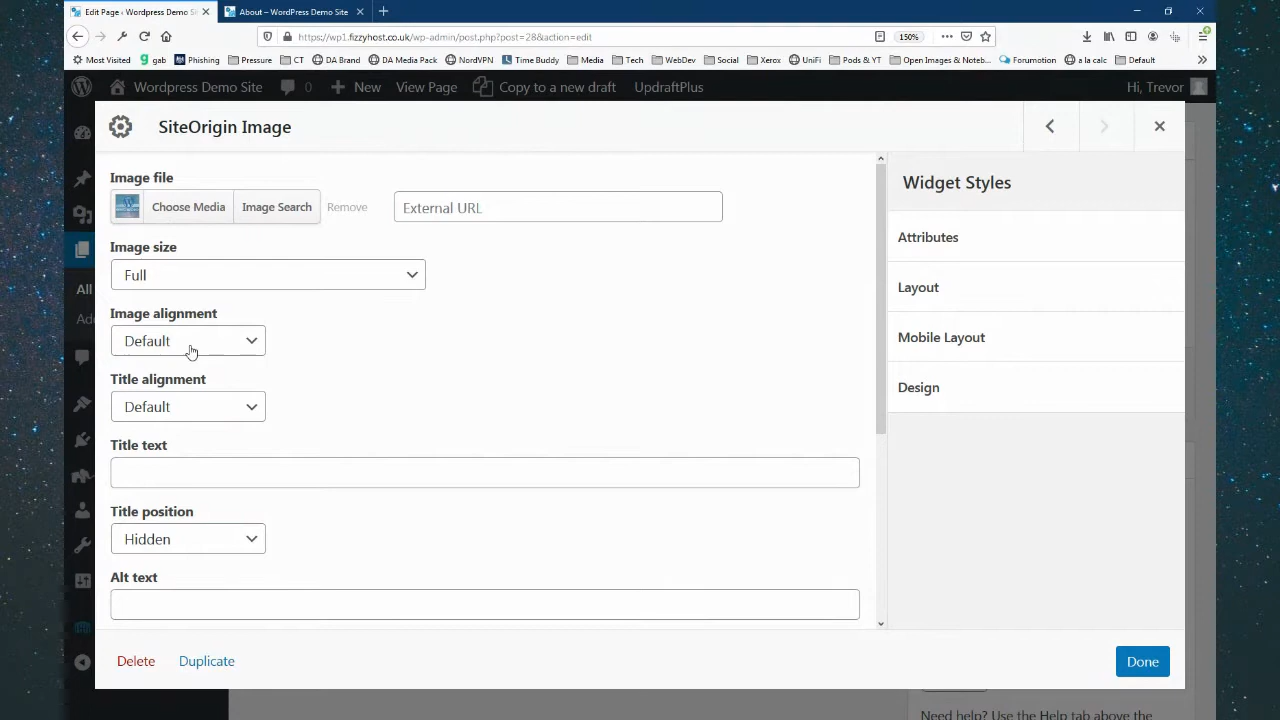 Edit Page ‹ Wordpress Demo Si
About – WordPress Demo Site
https://wp1.fizzyhost.co.uk/wp-admin/post.php?post=28&action=edit
150%
Most Visited
gab
Phishing
Pressure
CT
DA Brand
DA Media Pack
NordVPN
Time Buddy
Media
Tech
WebDev
Social
Xerox
UniFi
Pods & YT
Open Images & Noteb...
Forumotion
a la calc
Default
Wordpress Demo Site
0
New
View Page
Copy to a new draft
UpdraftPlus
Hi, Trevor
SiteOrigin Image
Image file
Choose Media
Image Search
Remove
External URL
Image size
Full
Image alignment
Default
Title alignment
Default
Title text
Title position
Hidden
Alt text
Widget Styles
Attributes
Layout
Mobile Layout
Design
All
Add
Delete
Duplicate
Done
Need help? Use the Help tab above the